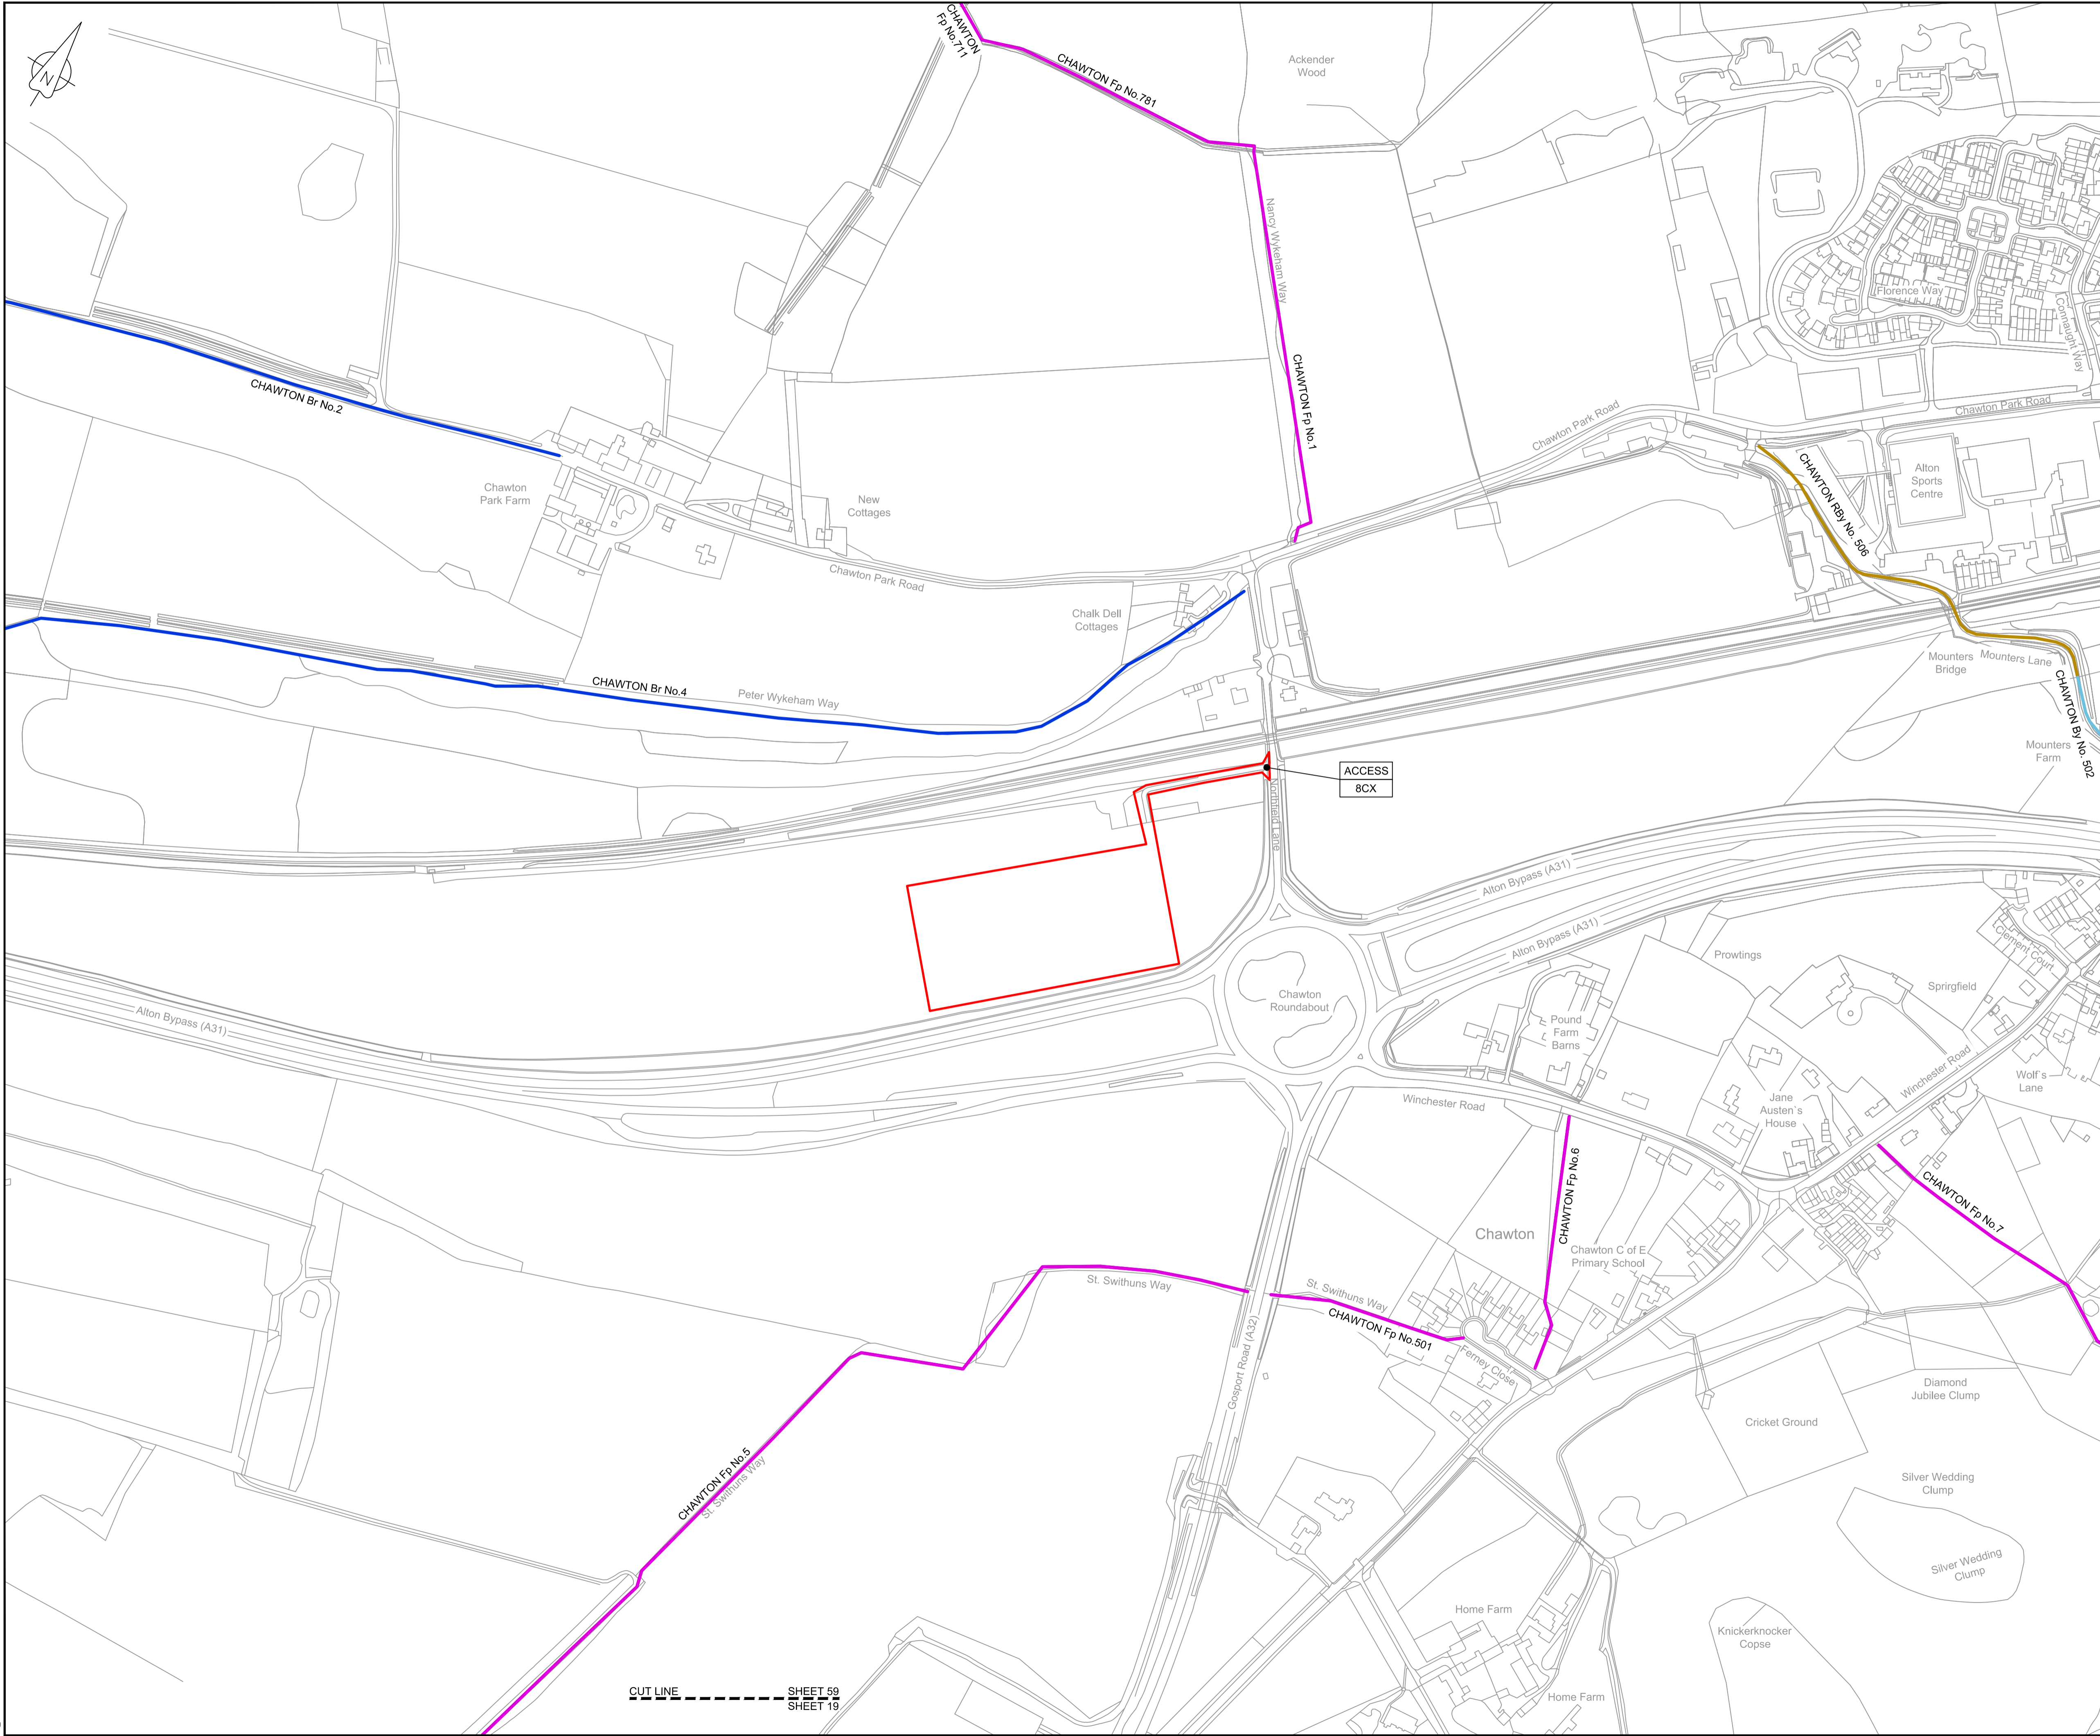 N
CHAWTON
Fp No.711
CHAWTON Fp No.781
Ackender
Wood
Nancy Wykeham Way
Florence Way
Connaught Way
CHAWTON Br No.2
CHAWTON Fp No.1
Chawton Park Road
Chawton Park Road
Chawton
Park Farm
New
Cottages
CHAWTON RBy No. 506
Alton
Sports
Centre
Chawton Park Road
Chalk Dell
Cottages
CHAWTON Br No.4
Peter Wykeham Way
Mounters
Bridge
Mounters Lane
CHAWTON By No. 502
Mounters
Farm
ACCESS
8CX
Northfield Lane
Alton Bypass (A31)
Alton Bypass (A31)
Clement Court
Prowtings
Sprirgfield
Chawton
Roundabout
Alton Bypass (A31)
Pound
Farm
Barns
Winchester Road
Wolf`s
Lane
Jane
Austen`s
House
Winchester Road
CHAWTON Fp No.6
CHAWTON Fp No.7
Chawton
Chawton C of E
Primary School
St. Swithuns Way
St. Swithuns Way
CHAWTON Fp No.501
Ferney Close
Gosport Road (A32)
Diamond
Jubilee Clump
Cricket Ground
CHAWTON Fp No.5
St. Swithuns Way
Silver Wedding
Clump
Silver Wedding
Clump
Home Farm
Knickerknocker
Copse
CUT LINE SHEET 59
SHEET 19
Home Farm